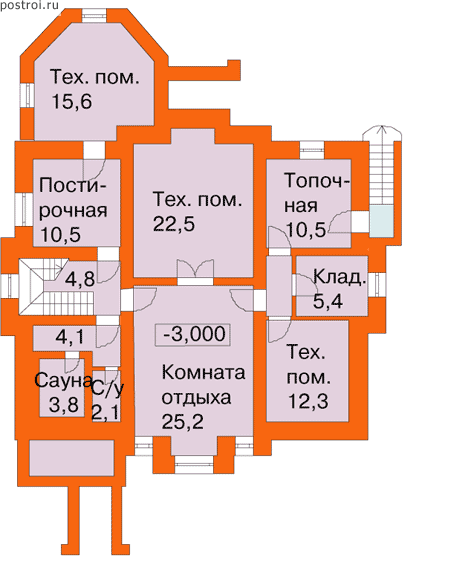 postroi.ru
Тех. пом.
15,6
Пости-
рочная
10,5
Тех. пом.
22,5
Топоч-
ная
10,5
4,8
Клад.
5,4
4,1
-3,000
Сауна
3,8
С/у
2,1
Комната
отдыха
25,2
Тех.
пом.
12,3